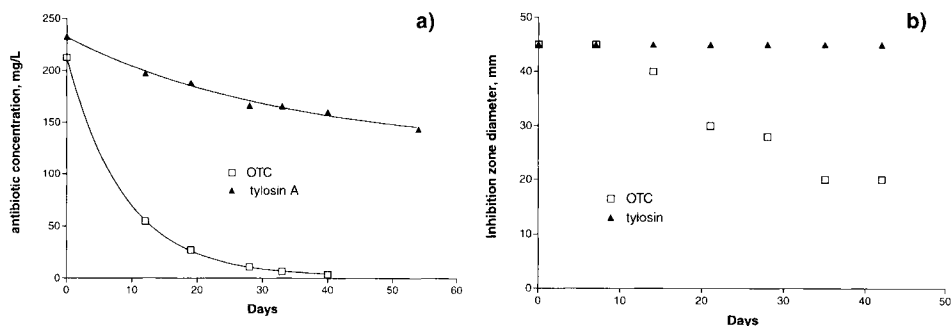 a)
antibiotic concentration, mg/L
250
200
150
100
50
0
OTC
tylosin A
0 10 20 30 40 50 60
Days
b)
Inhibition zone diameter, mm
50
40
30
20
10
0
OTC
tylosin
0 10 20 30 40 50
Days